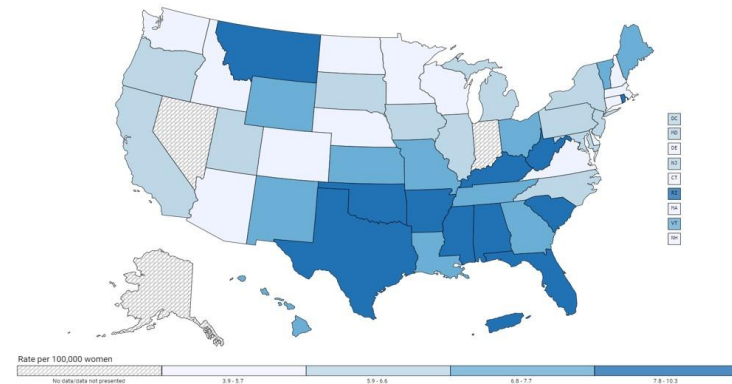 DC
MD
DE
NJ
CT
RI
MA
VT
NH
Rate per 100,000 women
No data/data not presented
3.9 - 5.7
5.9 - 6.6
6.8 - 7.7
7.8 - 10.3